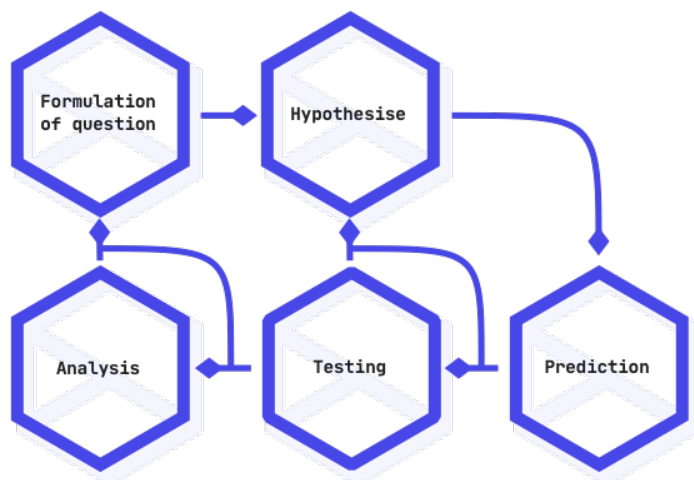 Formulation
of question
Hypothesise
Analysis
Testing
Prediction